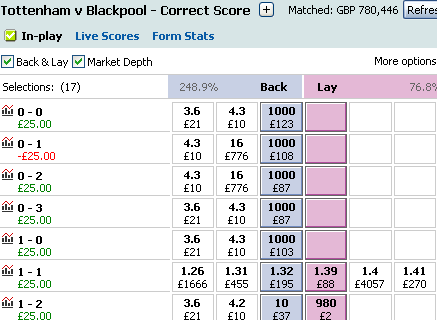 Tottenham v Blackpool - Correct Score + Matched: GBP 780,446 Refres
In-play Live Scores Form Stats
Back & Lay Market Depth More options
Selections: (17) 248.9% Back Lay 76.8%
0 - 0 3.6 4.3 1000
£25.00 £21 £10 £123
0 - 1 4.3 16 1000
-£25.00 £10 £776 £108
0 - 2 4.3 16 1000
£25.00 £10 £776 £87
0 - 3 3.6 4.3 1000
£25.00 £21 £10 £87
1 - 0 3.6 4.3 1000
£25.00 £21 £10 £103
1 - 1 1.26 1.31 1.32 1.39 1.4 1.41
£25.00 £1666 £455 £195 £88 £4057 £270
1 - 2 3.6 4.2 10 980
£25.00 £21 £10 £37 £2